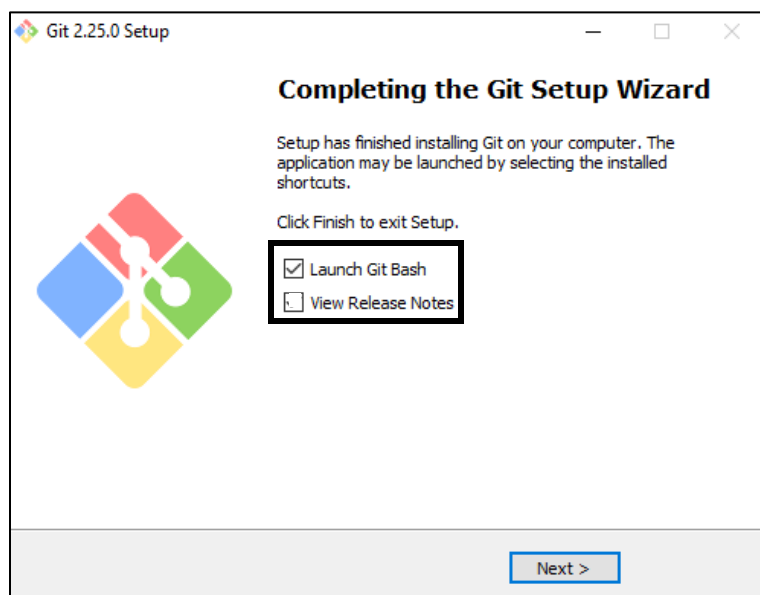 Git 2.25.0 Setup
Completing the Git Setup Wizard
Setup has finished installing Git on your computer. The
application may be launched by selecting the installed
shortcuts.
Click Finish to exit Setup.
Launch Git Bash
View Release Notes
Next >